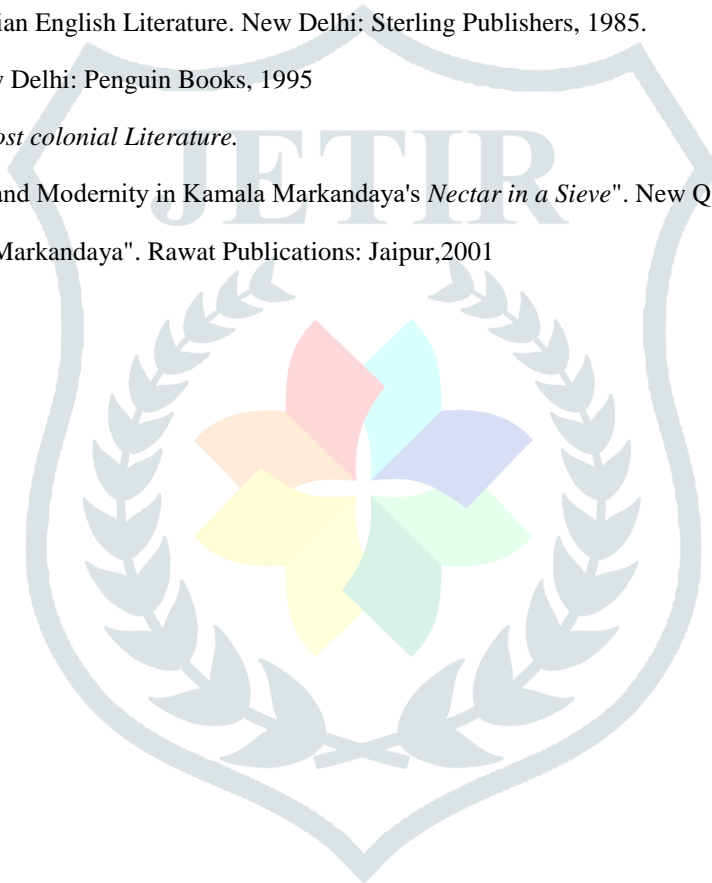 ian English Literature. New Delhi: Sterling Publishers, 1985.
Delhi: Penguin Books, 1995
ost colonial Literature.
and Modernity in Kamala Markandaya's Nectar in a Sieve". New Q
Markandaya". Rawat Publications: Jaipur,2001
JETIR